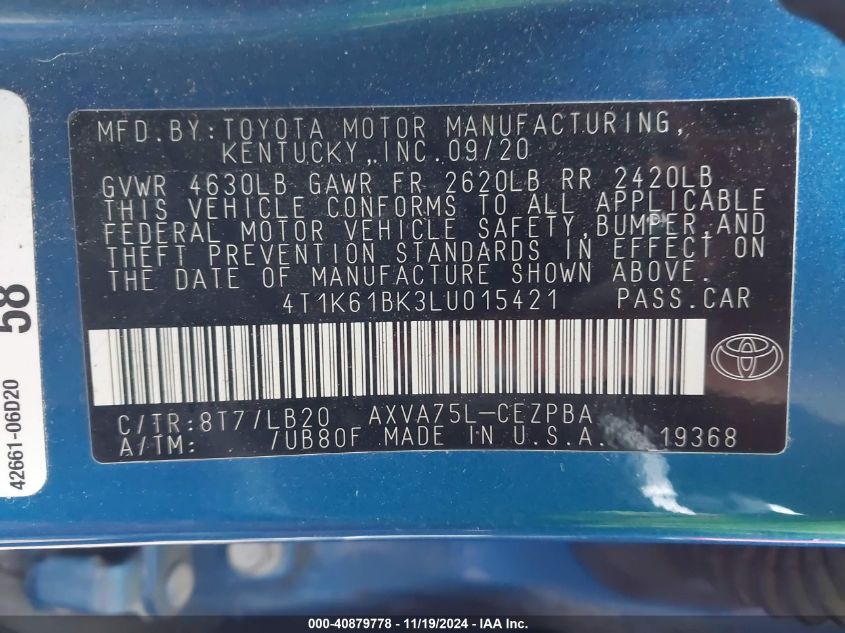 MFD.BY:TOYOTA MOTOR MANUFACTURING,
KENTUCKY, INC. 09/20
GVWR 4630LB GAWR FR 2620LB RR 2420LB
THIS VEHICLE CONFORMS TO ALL APPLICABLE
FEDERAL MOTOR VEHICLE SAFETY,BUMPER,AND
THEFT PREVENTION STANDARDS IN EFFECT ON
THE DATE OF MANUFACTURE SHOWN ABOVE.
4T1K61BK3LU015421 PASS.CAR
C/TR:8T7/LB20 AXVA75L-CEZPBA
A/TM: /UB80F MADE IN U.S.A. 19368
58
42661-06D20
000-40879778 - 11/19/2024 - IAAI.com